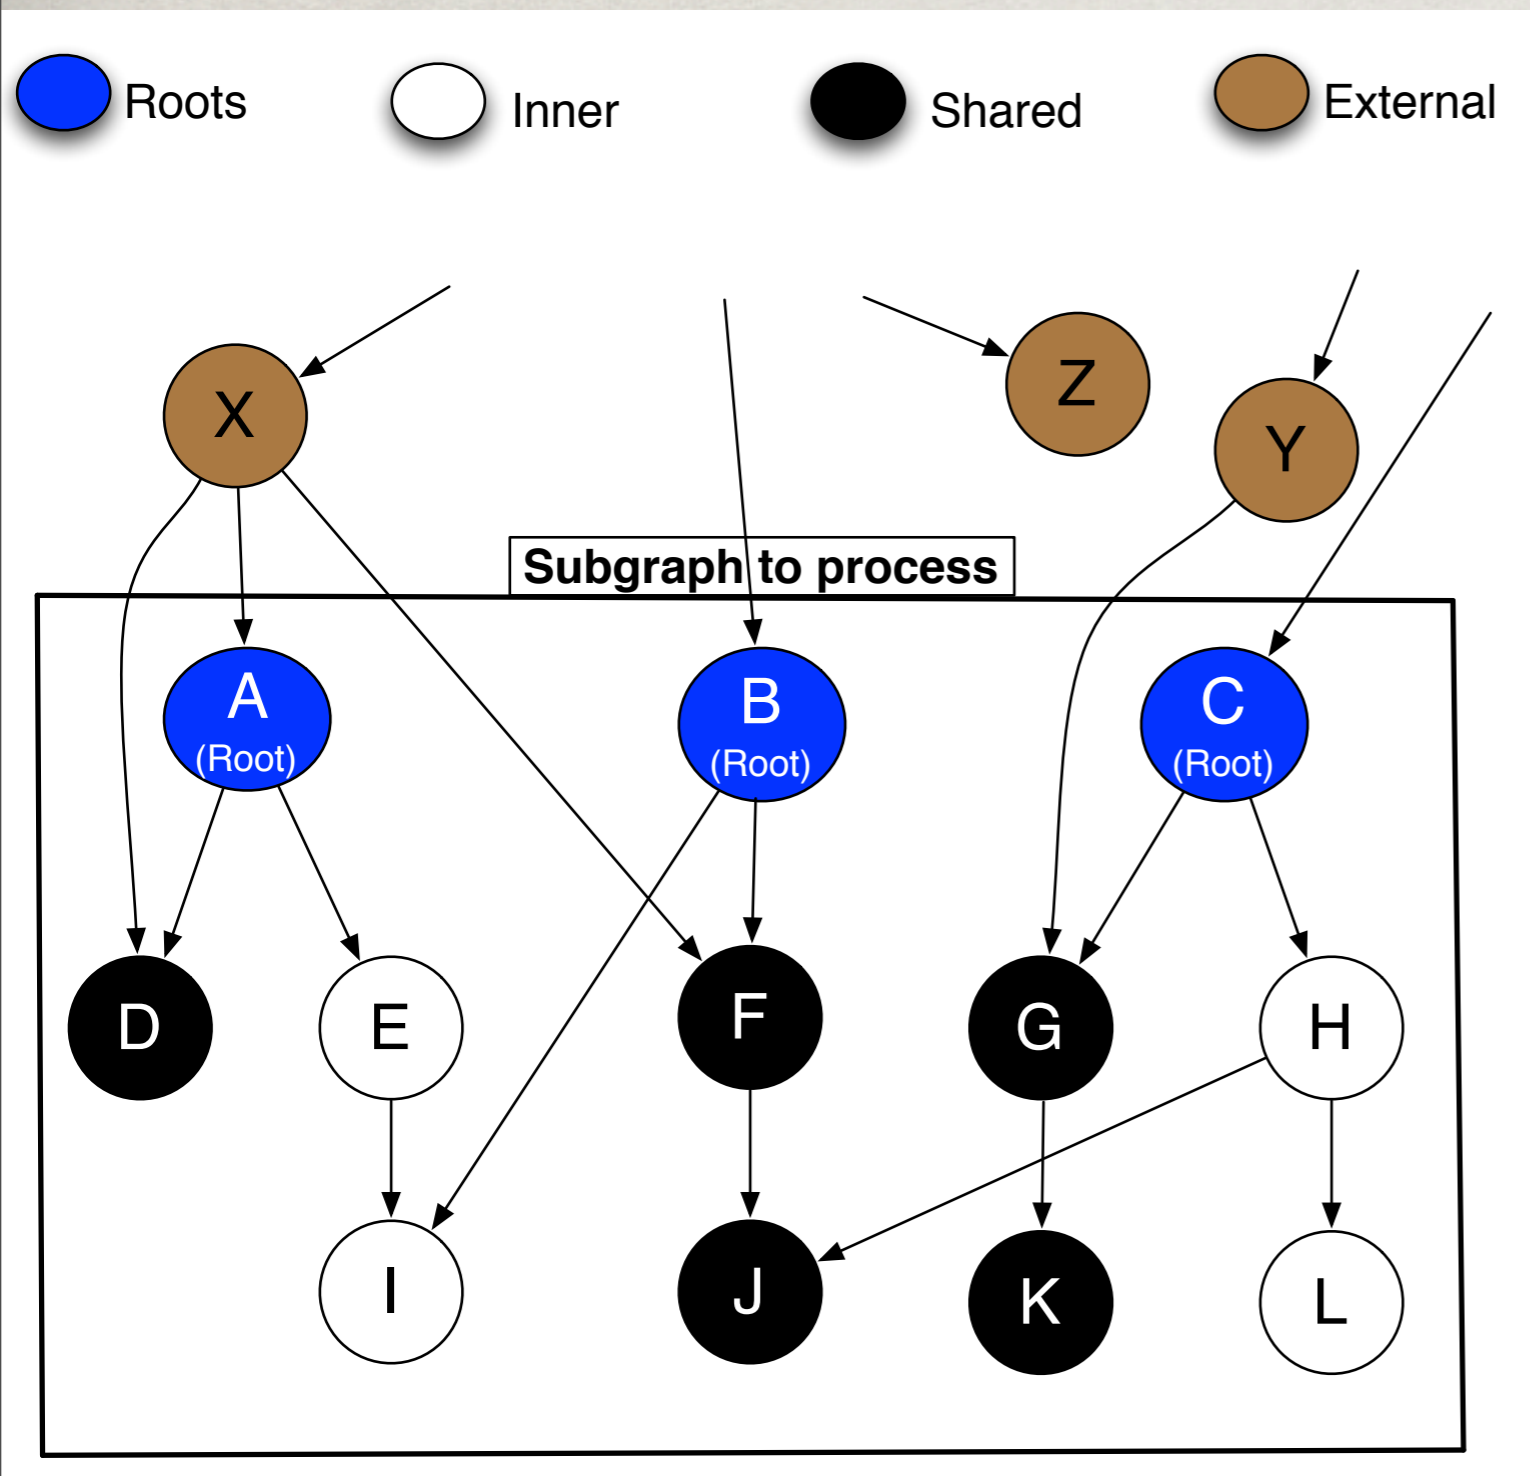 Roots
Inner
Shared
External
X
Z
Y
Subgraph to process
A
(Root)
B
(Root)
C
(Root)
D
E
F
G
H
I
J
K
L